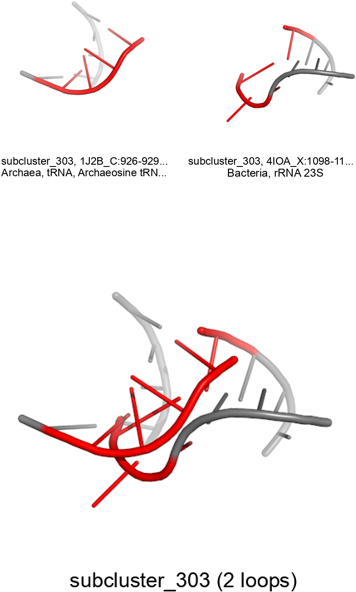 subcluster_303, 1J2B_C:926-929...
Archaea, tRNA, Archaeosine tRN...
subcluster_303, 4IOA_X:1098-11...
Bacteria, rRNA 23S
subcluster_303 (2 loops)